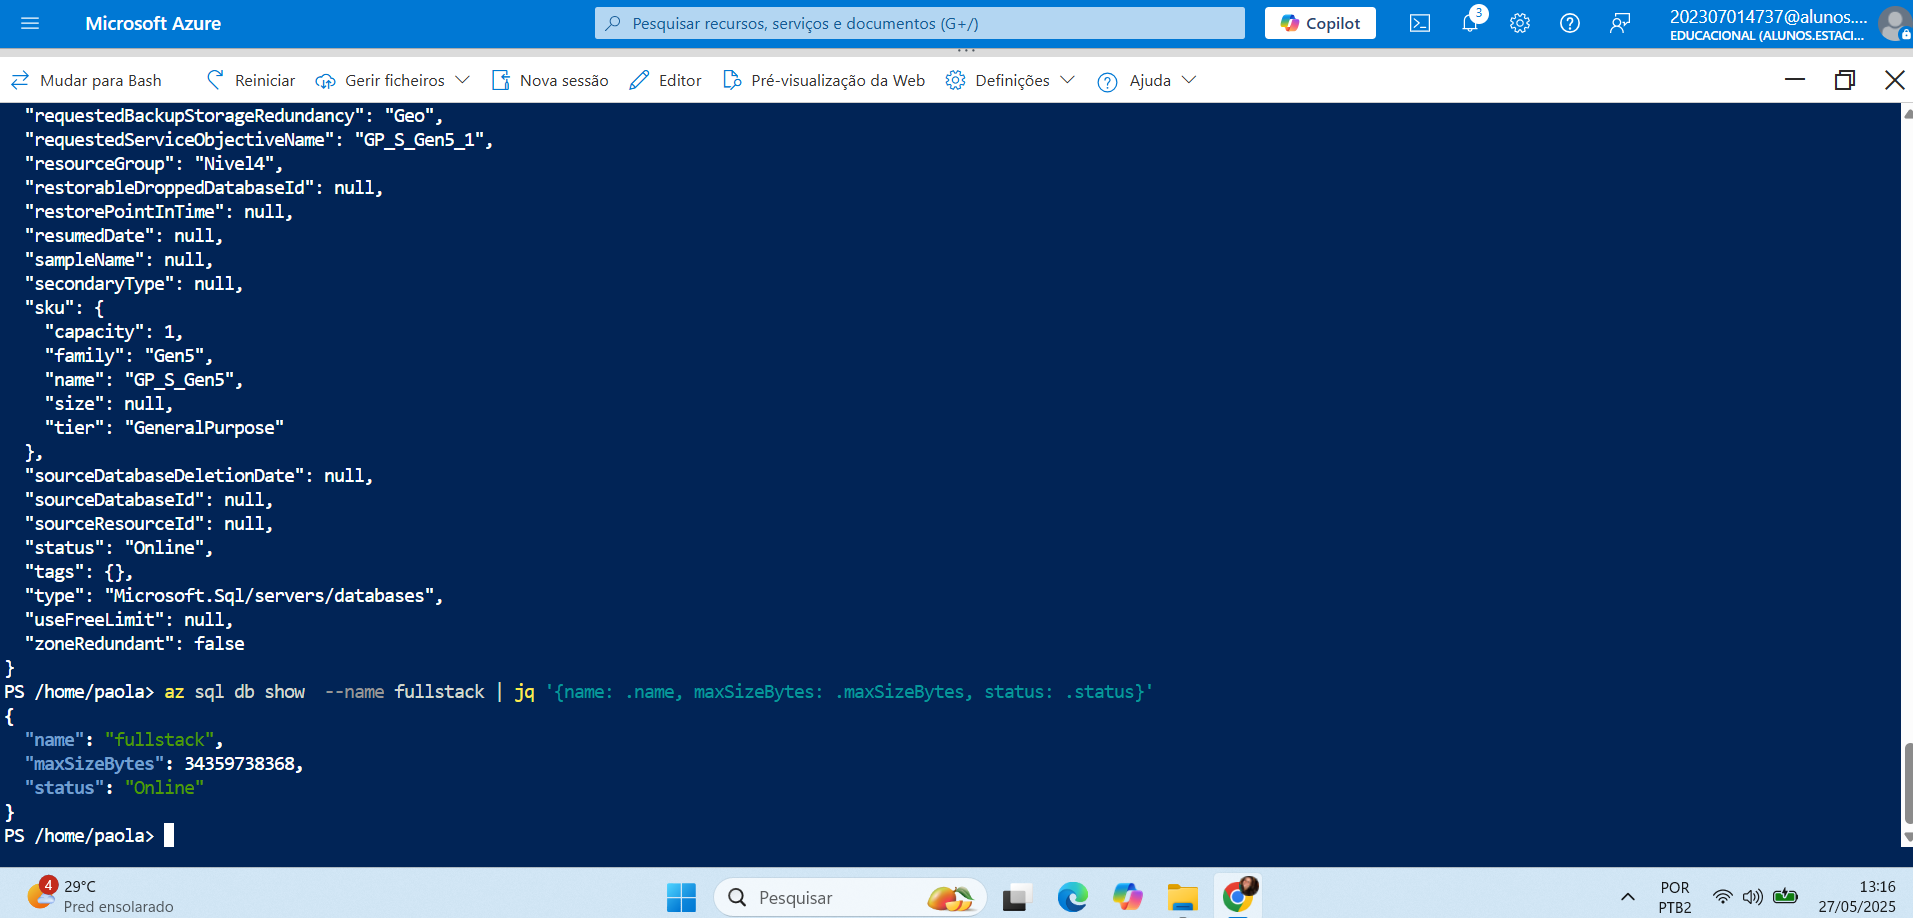 Microsoft Azure
Pesquisar recursos, serviços e documentos (G+/)
Copilot
3
202307014737@alunos....
EDUCACIONAL (ALUNOS.ESTACI...
Mudar para Bash
Reiniciar
Gerir ficheiros
Nova sessão
Editor
Pré-visualização da Web
Definições
Ajuda
"requestedBackupStorageRedundancy": "Geo",
"requestedServiceObjectiveName": "GP_S_Gen5_1",
"resourceGroup": "Nivel4",
"restorableDroppedDatabaseId": null,
"restorePointInTime": null,
"resumedDate": null,
"sampleName": null,
"secondaryType": null,
"sku": {
"capacity": 1,
"family": "Gen5",
"name": "GP_S_Gen5",
"size": null,
"tier": "GeneralPurpose"
},
"sourceDatabaseDeletionDate": null,
"sourceDatabaseId": null,
"sourceResourceId": null,
"status": "Online",
"tags": {},
"type": "Microsoft.Sql/servers/databases",
"useFreeLimit": null,
"zoneRedundant": false
}
PS /home/paola> az sql db show  --name fullstack | jq '{name: .name, maxSizeBytes: .maxSizeBytes, status: .status}'
{
"name": "fullstack",
"maxSizeBytes": 34359738368,
"status": "Online"
}
PS /home/paola>
4
29°C
Pred ensolarado
Pesquisar
POR
PTB2
13:16
27/05/2025